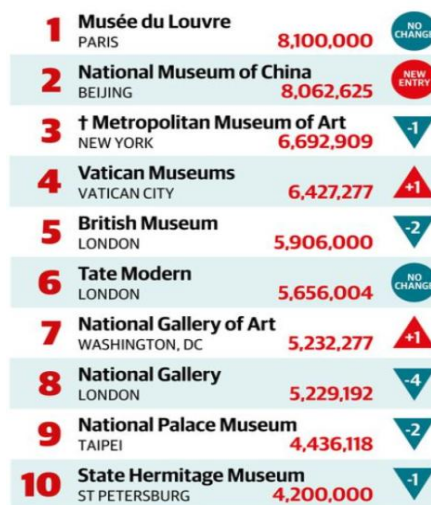 1 Musée du Louvre
PARIS 8,100,000 NO CHANGE
2 National Museum of China
BEIJING 8,062,625 NEW ENTRY
3 † Metropolitan Museum of Art
NEW YORK 6,692,909 -1
4 Vatican Museums
VATICAN CITY 6,427,277 +1
5 British Museum
LONDON 5,906,000 -2
6 Tate Modern
LONDON 5,656,004 NO CHANGE
7 National Gallery of Art
WASHINGTON, DC 5,232,277 +1
8 National Gallery
LONDON 5,229,192 -4
9 National Palace Museum
TAIPEI 4,436,118 -2
10 State Hermitage Museum
ST PETERSBURG 4,200,000 -1